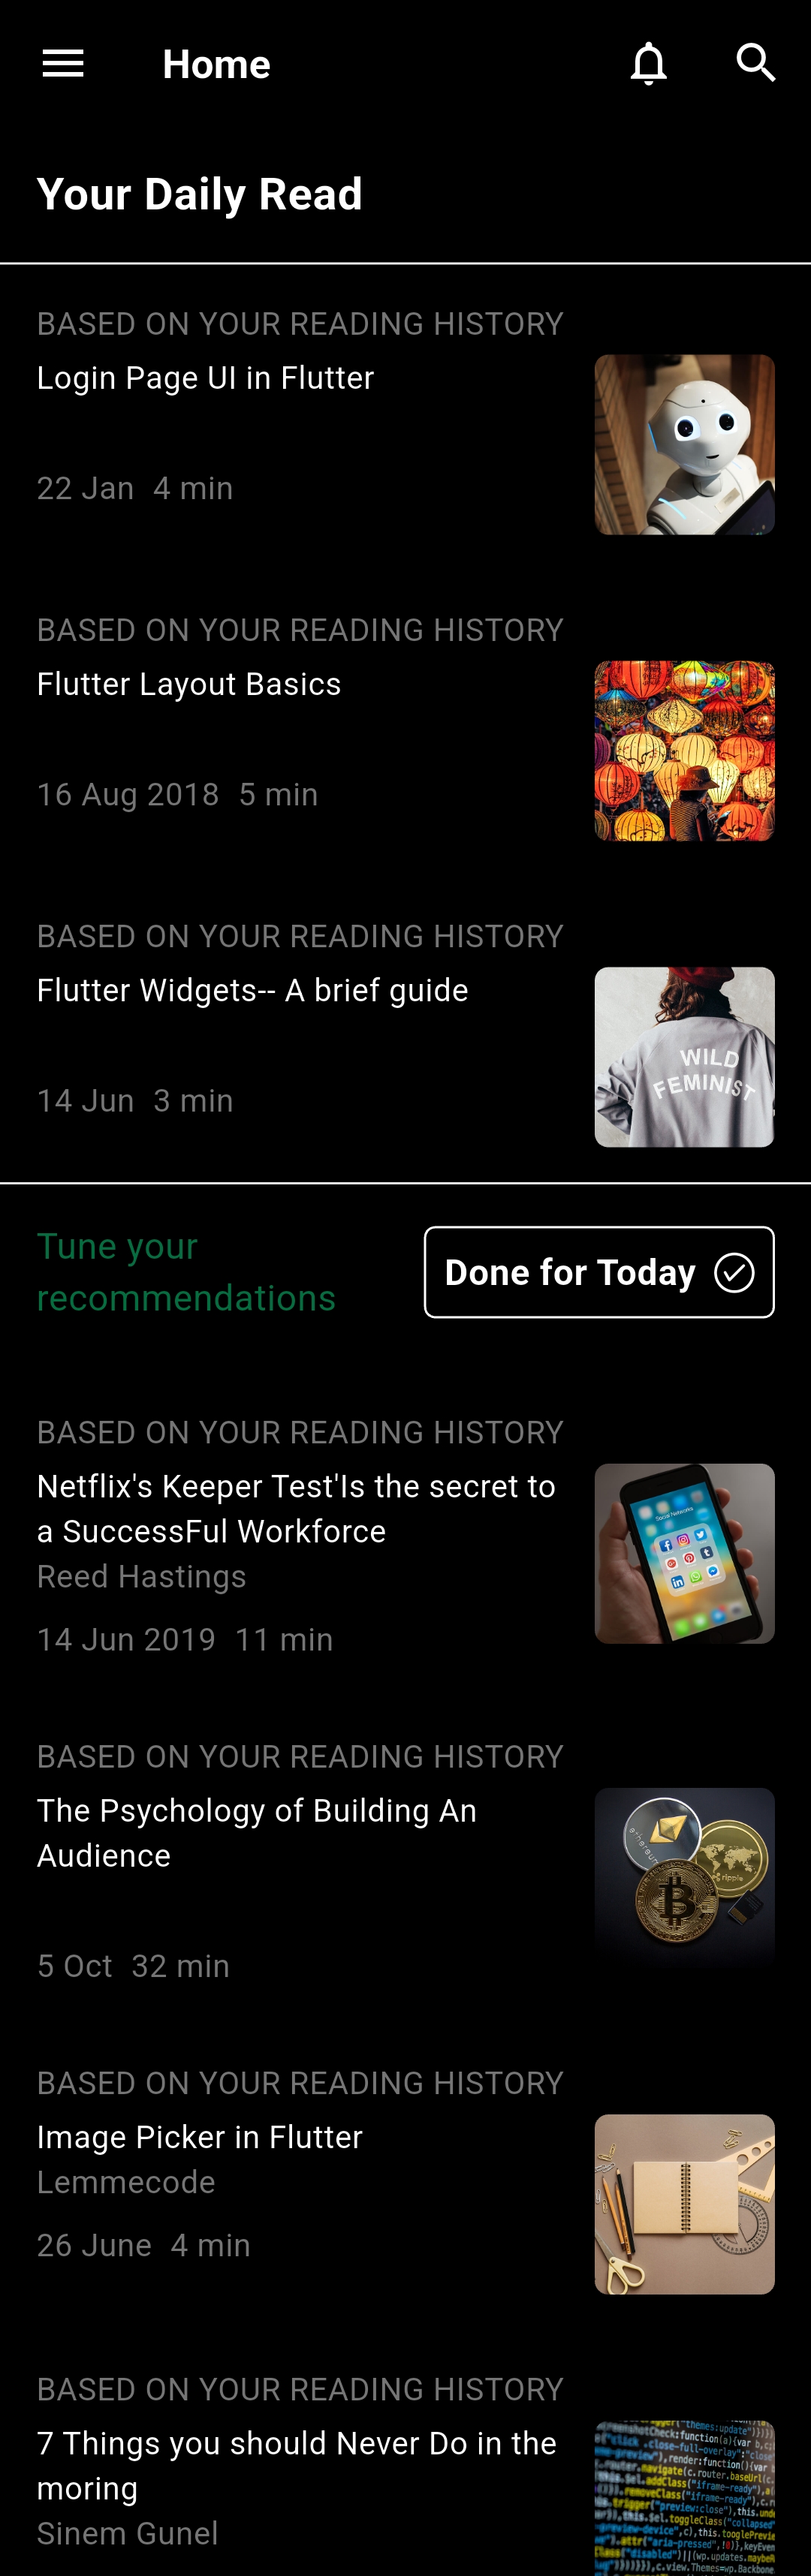 Home
Your Daily Read
BASED ON YOUR READING HISTORY
Login Page UI in Flutter
22 Jan 4 min
BASED ON YOUR READING HISTORY
Flutter Layout Basics
16 Aug 2018 5 min
BASED ON YOUR READING HISTORY
Flutter Widgets-- A brief guide
WILD
FEMINIST
14 Jun 3 min
Tune your
recommendations
Done for Today
BASED ON YOUR READING HISTORY
Netflix's Keeper Test'Is the secret to
a SuccessFul Workforce
Reed Hastings
14 Jun 2019 11 min
Social Networks
BASED ON YOUR READING HISTORY
The Psychology of Building An
Audience
5 Oct 32 min
ethereum
ripple
BASED ON YOUR READING HISTORY
Image Picker in Flutter
Lemmecode
26 June 4 min
BASED ON YOUR READING HISTORY
7 Things you should Never Do in the
moring
Sinem Gunel